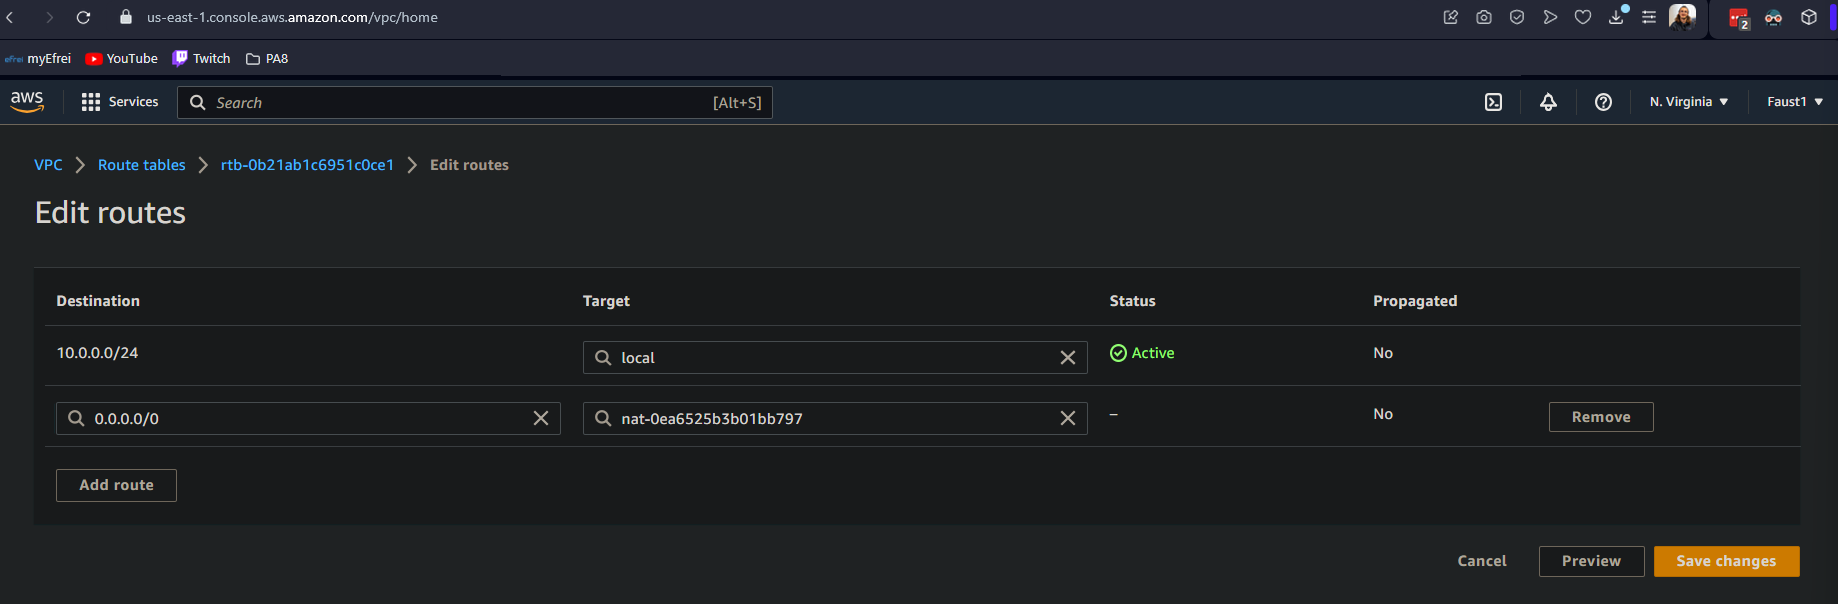 us-east-1.console.aws.amazon.com/vpc/home
2
efrei myEfrei YouTube Twitch PA8
aws Services Search [Alt+S] N. Virginia Faust1
VPC Route tables rtb-0b21ab1c6951c0ce1 Edit routes
Edit routes
Destination Target Status Propagated
10.0.0.0/24 local Active No
0.0.0.0/0 nat-0ea6525b3b01bb797 – No Remove
Add route
Cancel Preview Save changes